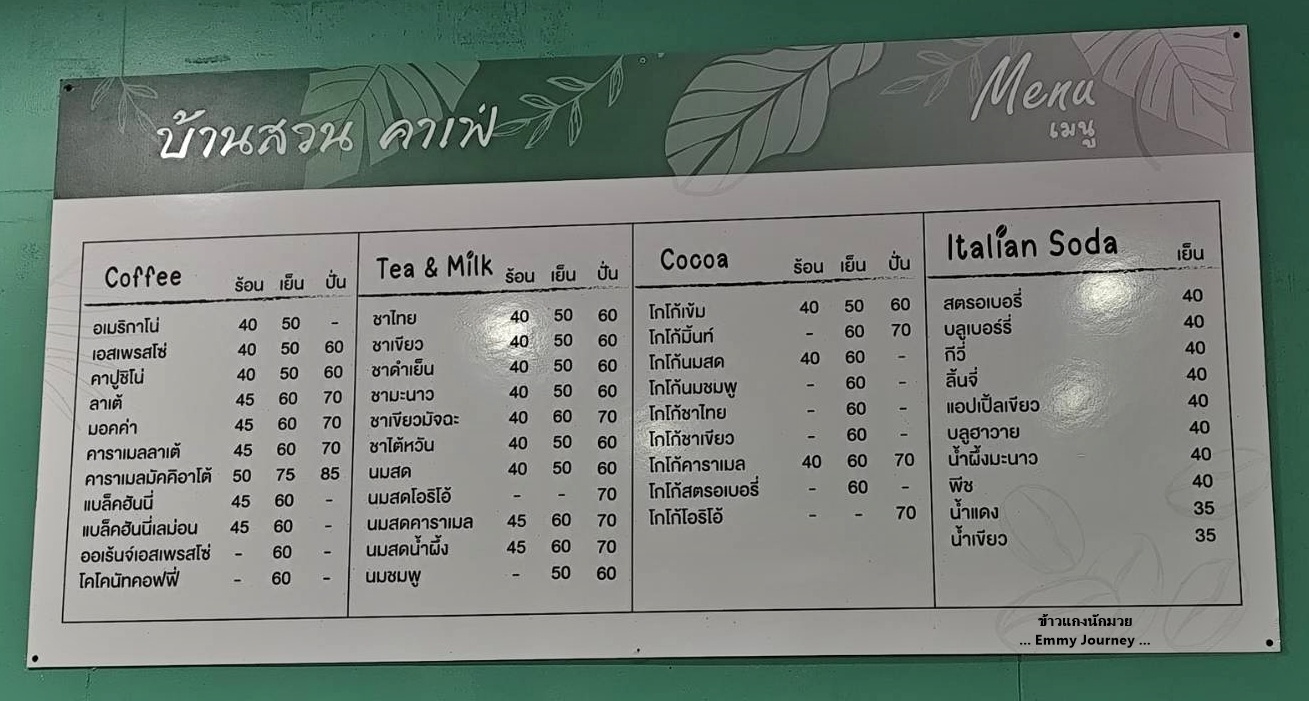 บ้านสวน คาเฟ่
Menu
เมนู
Coffee ร้อน เย็น ปั่น
อเมริกาโน่ 40 50 -
เอสเพรสโซ่ 40 50 60
คาปูชิโน่ 40 50 60
ลาเต้ 45 60 70
มอคค่า 45 60 70
คาราเมลลาเต้ 45 60 70
คาราเมลมัคคิอาโต้ 50 75 85
แบล็คฮันนี่ 45 60 -
แบล็คฮันนี่เลม่อน 45 60 -
ออเร้นจ์เอสเพรสโซ่ - 60 -
โคโคนัทคอฟฟี่ - 60 -
Tea & Milk ร้อน เย็น ปั่น
ชาไทย 40 50 60
ชาเขียว 40 50 60
ชาดำเย็น 40 50 60
ชามะนาว 40 50 60
ชาเขียวมัจฉะ 40 60 70
ชาไต้หวัน 40 50 60
นมสด 40 50 60
นมสดโอริโอ้ - - 70
นมสดคาราเมล 45 60 70
นมสดน้ำผึ้ง 45 60 70
นมชมพู - 50 60
Cocoa ร้อน เย็น ปั่น
โกโก้เข้ม 40 50 60
โกโก้มิ้นท์ - 60 70
โกโก้นมสด 40 60 -
โกโก้นมชมพู - 60 -
โกโก้ชาไทย - 60 -
โกโก้ชาเขียว - 60 -
โกโก้คาราเมล 40 60 70
โกโก้สตรอเบอรี่ - 60 -
โกโก้โอริโอ้ - - 70
Italian Soda เย็น
สตรอเบอรี่ 40
บลูเบอร์รี่ 40
กีวี่ 40
ลิ้นจี่ 40
แอปเปิ้ลเขียว 40
บลูฮาวาย 40
น้ำผึ้งมะนาว 40
พีช 40
น้ำแดง 35
น้ำเขียว 35
ข้าวแกงนักมวย
... Emmy Journey ...